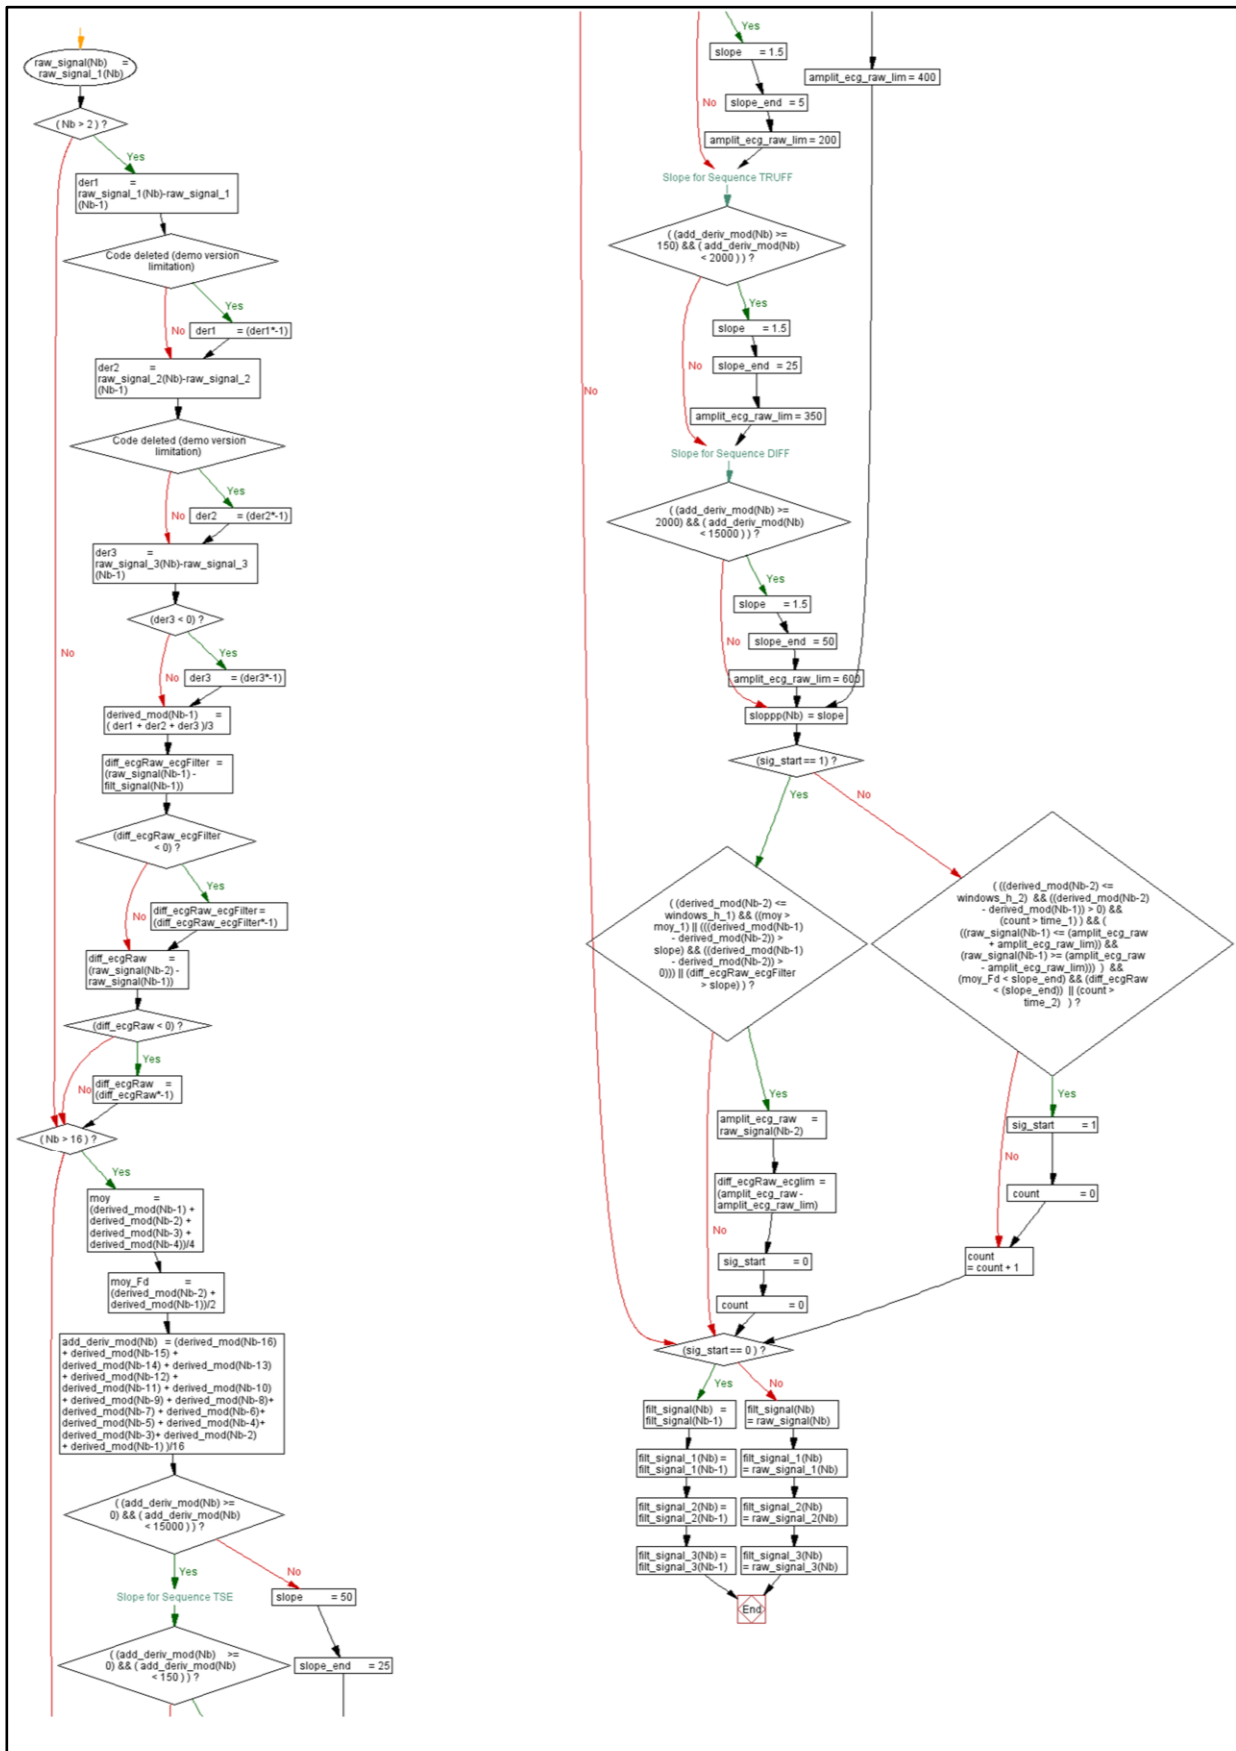 raw_signal(Nb) =
raw_signal_1(Nb)
( Nb > 2 ) ?
Yes
No
der1 =
raw_signal_1(Nb)-raw_signal_1
(Nb-1)
Code deleted (demo version
limitation)
Yes
No
der1 = (der1*-1)
der2 =
raw_signal_2(Nb)-raw_signal_2
(Nb-1)
Code deleted (demo version
limitation)
Yes
No
der2 = (der2*-1)
der3 =
raw_signal_3(Nb)-raw_signal_3
(Nb-1)
(der3 < 0) ?
Yes
No
der3 = (der3*-1)
derived_mod(Nb-1) =
( der1 + der2 + der3 )/3
diff_ecgRaw_ecgFilter =
(raw_signal(Nb-1) -
filt_signal(Nb-1))
(diff_ecgRaw_ecgFilter
< 0) ?
Yes
No
diff_ecgRaw_ecgFilter =
(diff_ecgRaw_ecgFilter*-1)
diff_ecgRaw =
(raw_signal(Nb-2) -
raw_signal(Nb-1))
(diff_ecgRaw < 0) ?
Yes
No
diff_ecgRaw =
(diff_ecgRaw*-1)
( Nb > 16 ) ?
Yes
moy =
(derived_mod(Nb-1) +
derived_mod(Nb-2) +
derived_mod(Nb-3) +
derived_mod(Nb-4))/4
moy_Fd =
(derived_mod(Nb-2) +
derived_mod(Nb-1))/2
add_deriv_mod(Nb) = (derived_mod(Nb-16)
+ derived_mod(Nb-15) +
derived_mod(Nb-14) + derived_mod(Nb-13)
+ derived_mod(Nb-12) +
derived_mod(Nb-11) + derived_mod(Nb-10)
+ derived_mod(Nb-9) + derived_mod(Nb-8)+
derived_mod(Nb-7) + derived_mod(Nb-6)+
derived_mod(Nb-5) + derived_mod(Nb-4)+
derived_mod(Nb-3)+ derived_mod(Nb-2)
+ derived_mod(Nb-1) )/16
( (add_deriv_mod(Nb) >=
0) && ( add_deriv_mod(Nb)
< 15000 ) ) ?
Yes
No
Slope for Sequence TSE
slope = 50
( (add_deriv_mod(Nb) >=
0) && ( add_deriv_mod(Nb)
< 150 ) ) ?
slope_end = 25
Yes
slope = 1.5
amplit_ecg_raw_lim = 400
No
slope_end = 5
amplit_ecg_raw_lim = 200
Slope for Sequence TRUFF
( (add_deriv_mod(Nb) >=
150) && ( add_deriv_mod(Nb)
< 2000 ) ) ?
Yes
slope = 1.5
No
slope_end = 25
No
amplit_ecg_raw_lim = 350
Slope for Sequence DIFF
( (add_deriv_mod(Nb) >=
2000) && ( add_deriv_mod(Nb)
< 15000 ) ) ?
Yes
slope = 1.5
No
slope_end = 50
amplit_ecg_raw_lim = 600
sloppp(Nb) = slope
(sig_start == 1) ?
Yes
No
( ((derived_mod(Nb-2) <=
windows_h_1) && ((moy >
moy_1) || (((derived_mod(Nb-1)
- derived_mod(Nb-2)) >
slope) && ((derived_mod(Nb-1)
- derived_mod(Nb-2)) >
0))) || (diff_ecgRaw_ecgFilter
> slope) ) ?
( ((derived_mod(Nb-2) <=
windows_h_2) && ((derived_mod(Nb-2)
- derived_mod(Nb-1)) > 0) &&
(count > time_1) ) && (
((raw_signal(Nb-1) <= (amplit_ecg_raw
+ amplit_ecg_raw_lim)) &&
(raw_signal(Nb-1) >= (amplit_ecg_raw
- amplit_ecg_raw_lim))) ) &&
(moy_Fd < slope_end) && (diff_ecgRaw
< (slope_end)) || (count >
time_2) ) ?
Yes
amplit_ecg_raw =
raw_signal(Nb-2)
diff_ecgRaw_ecglim =
(amplit_ecg_raw -
amplit_ecg_raw_lim)
No
sig_start = 0
count = 0
Yes
sig_start = 1
No
count = 0
count
= count + 1
(sig_start == 0 ) ?
Yes
No
filt_signal(Nb) =
filt_signal(Nb-1)
filt_signal(Nb)
= raw_signal(Nb)
filt_signal_1(Nb) =
filt_signal_1(Nb-1)
filt_signal_1(Nb)
= raw_signal_1(Nb)
filt_signal_2(Nb) =
filt_signal_2(Nb-1)
filt_signal_2(Nb)
= raw_signal_2(Nb)
filt_signal_3(Nb) =
filt_signal_3(Nb-1)
filt_signal_3(Nb)
= raw_signal_3(Nb)
End